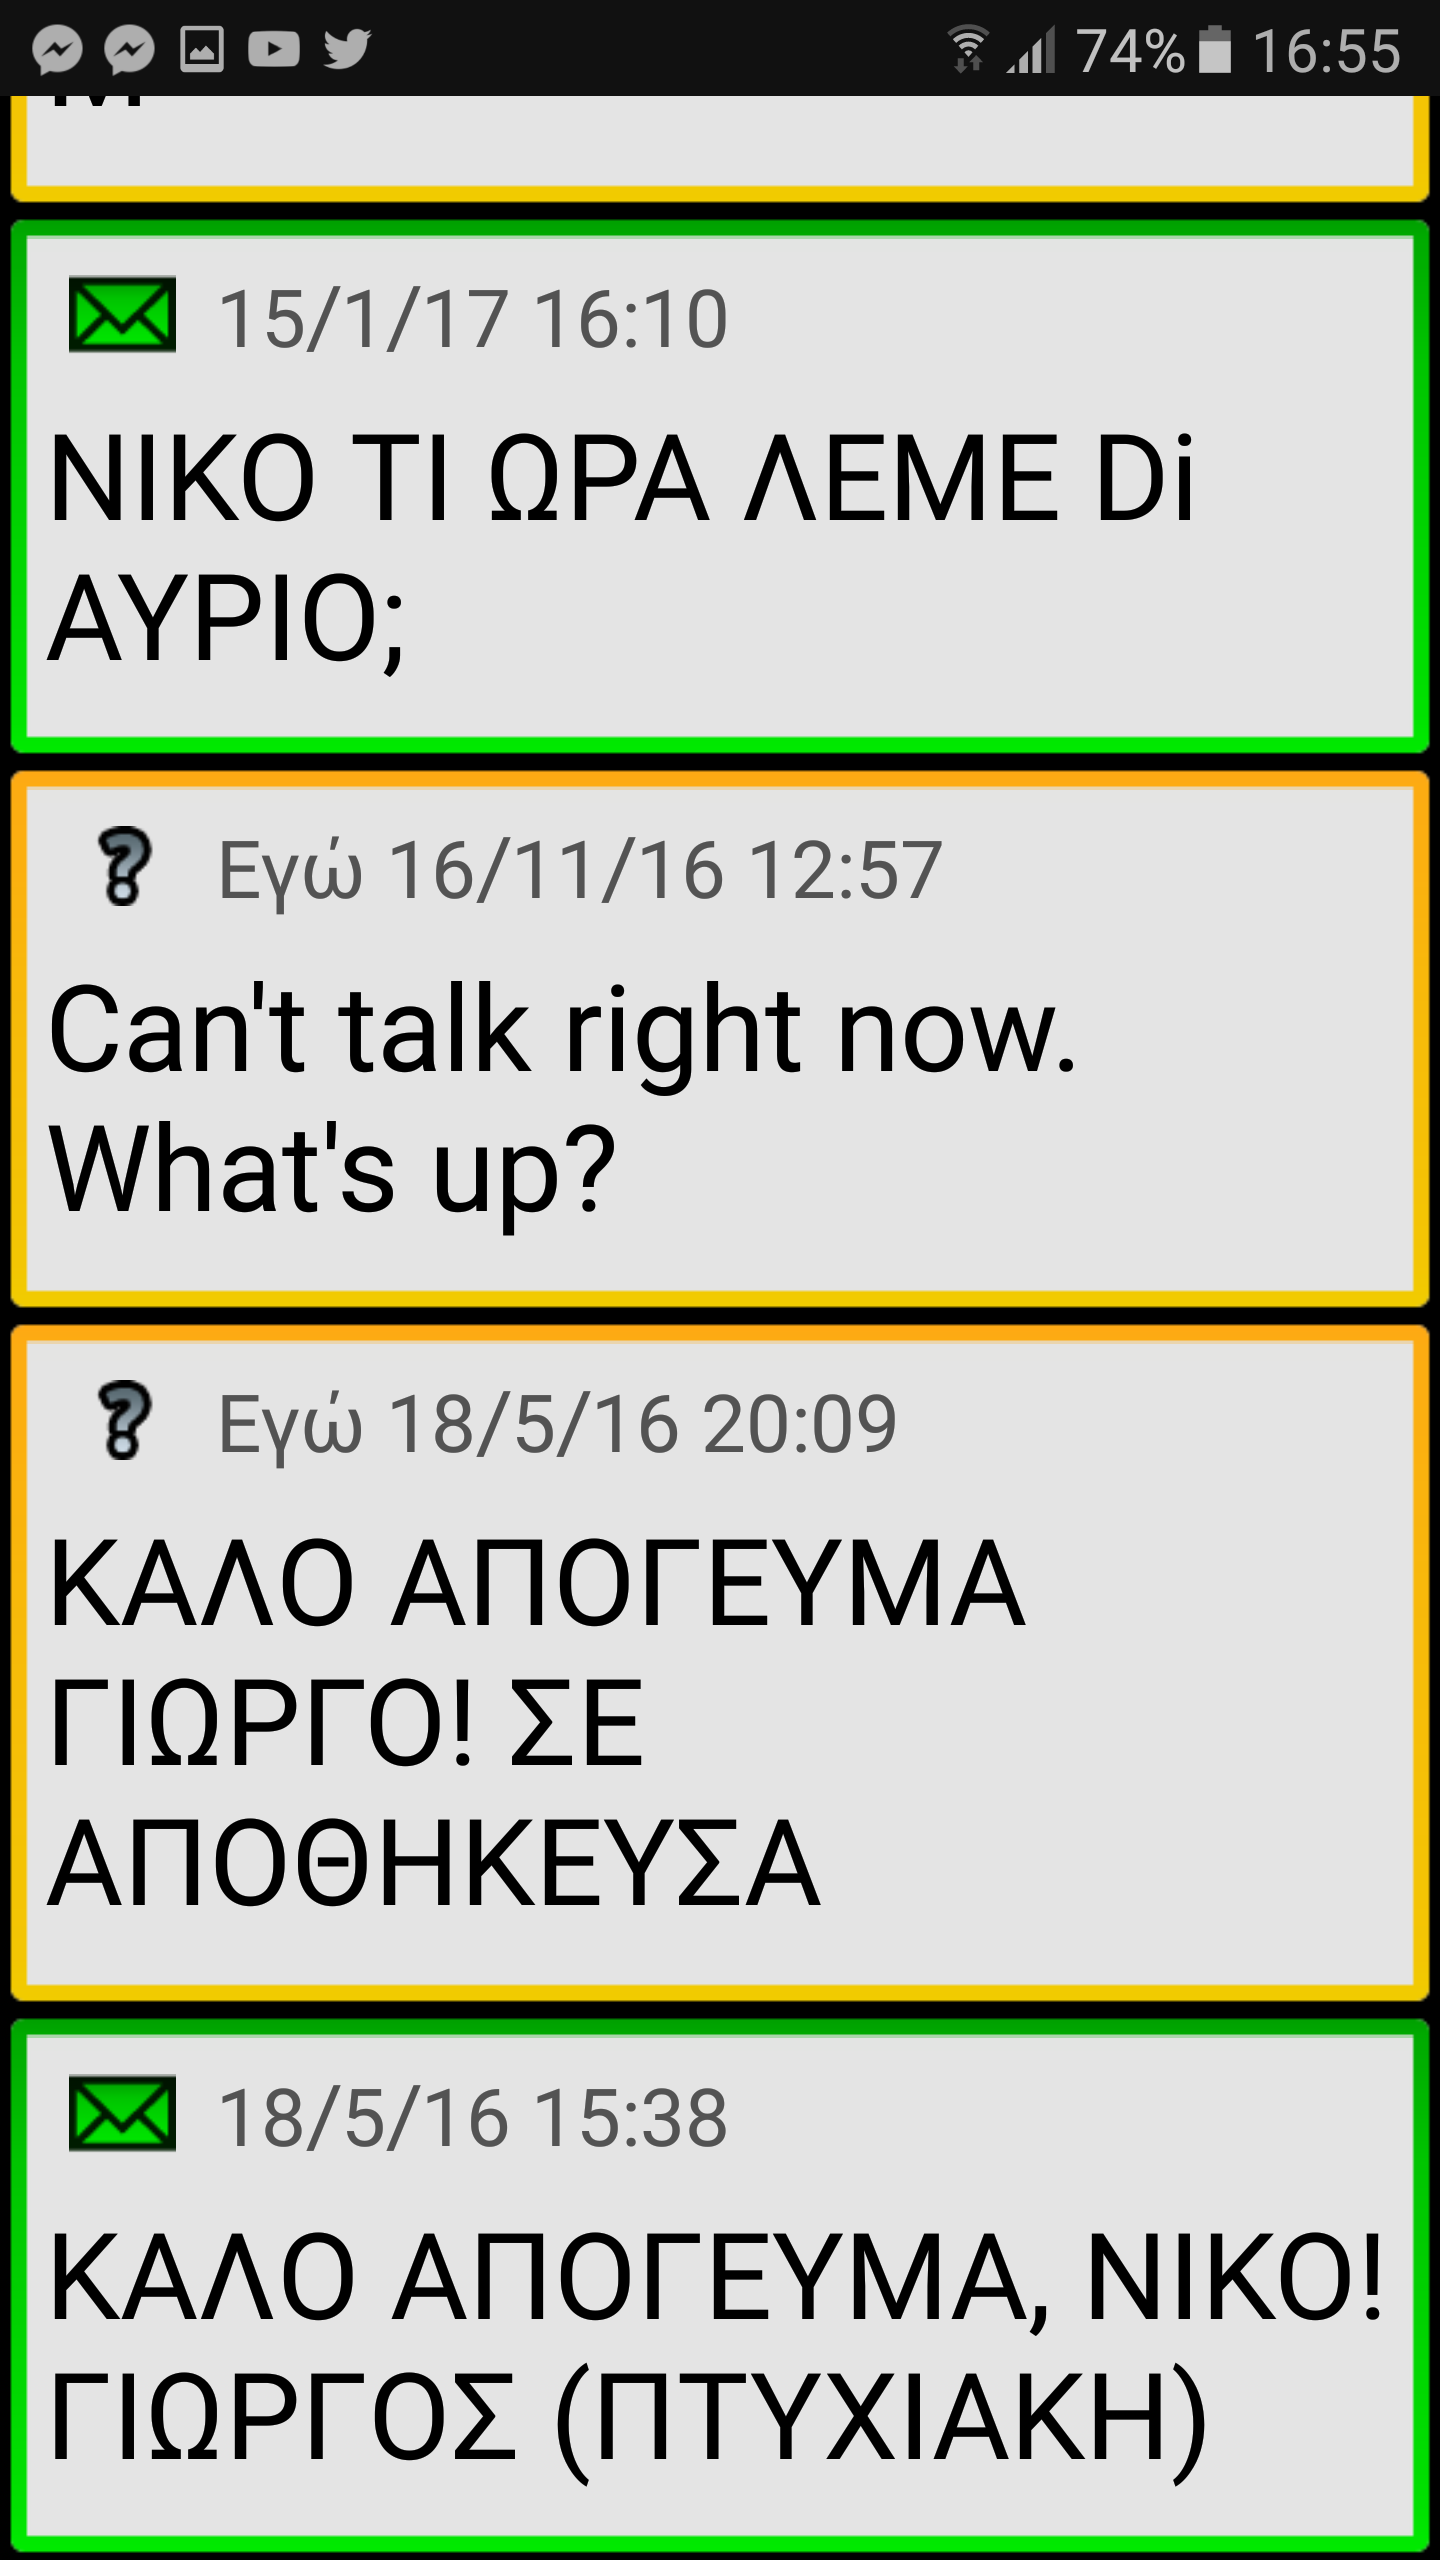 74% 16:55
15/1/17 16:10
ΝΙΚΟ ΤΙ ΩΡΑ ΛΕΜΕ Di
ΑΥΡΙΟ;
Εγώ 16/11/16 12:57
Can't talk right now.
What's up?
Εγώ 18/5/16 20:09
ΚΑΛΟ ΑΠΟΓΕΥΜΑ
ΓΙΩΡΓΟ! ΣΕ
ΑΠΟΘΗΚΕΥΣΑ
18/5/16 15:38
ΚΑΛΟ ΑΠΟΓΕΥΜΑ, ΝΙΚΟ!
ΓΙΩΡΓΟΣ (ΠΤΥΧΙΑΚΗ)